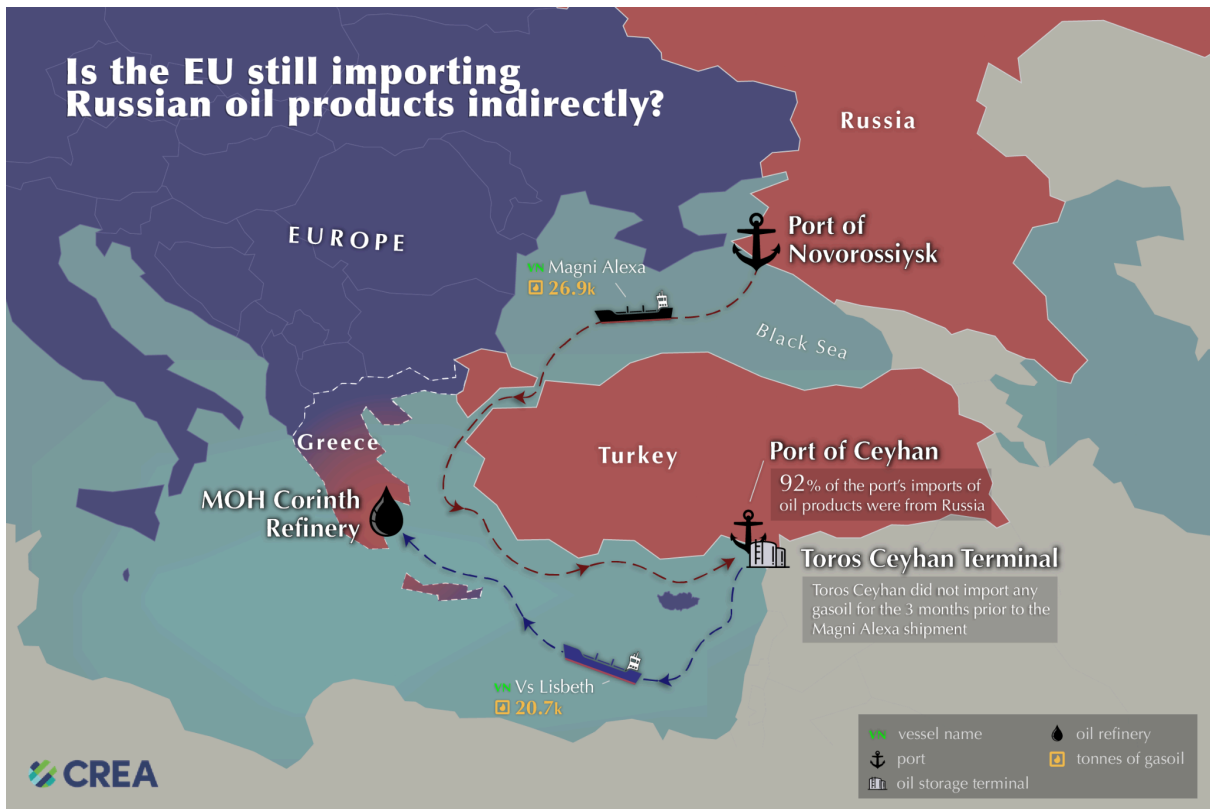 Is the EU still importing
Russian oil products indirectly?
Russia
EUROPE
Port of
Novorossiysk
VN Magni Alexa
26.9k
Black Sea
Greece
Turkey
Port of Ceyhan
92% of the port's imports of
oil products were from Russia
MOH Corinth
Refinery
Toros Ceyhan Terminal
Toros Ceyhan did not import any
gasoil for the 3 months prior to the
Magni Alexa shipment
VN Vs Lisbeth
20.7k
VN vessel name
oil refinery
port
tonnes of gasoil
oil storage terminal
CREA